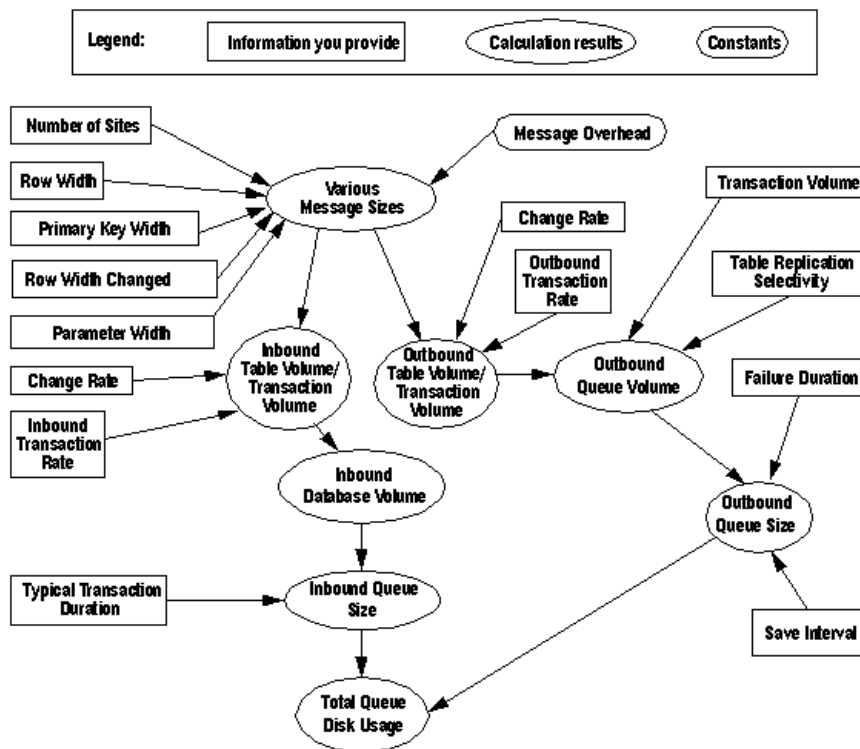 Legend:
Information you provide
Calculation results
Constants
Number of Sites
Message Overhead
Row Width
Various
Message Sizes
Transaction Volume
Primary Key Width
Change Rate
Row Width Changed
Outbound
Transaction
Rate
Table Replication
Selectivity
Parameter Width
Inbound
Table Volume/
Transaction
Volume
Outbound
Table Volume/
Transaction
Volume
Outbound
Queue Volume
Change Rate
Failure Duration
Inbound
Transaction
Rate
Inbound
Database Volume
Outbound
Queue Size
Typical Transaction
Duration
Inbound Queue
Size
Save Interval
Total Queue
Disk Usage